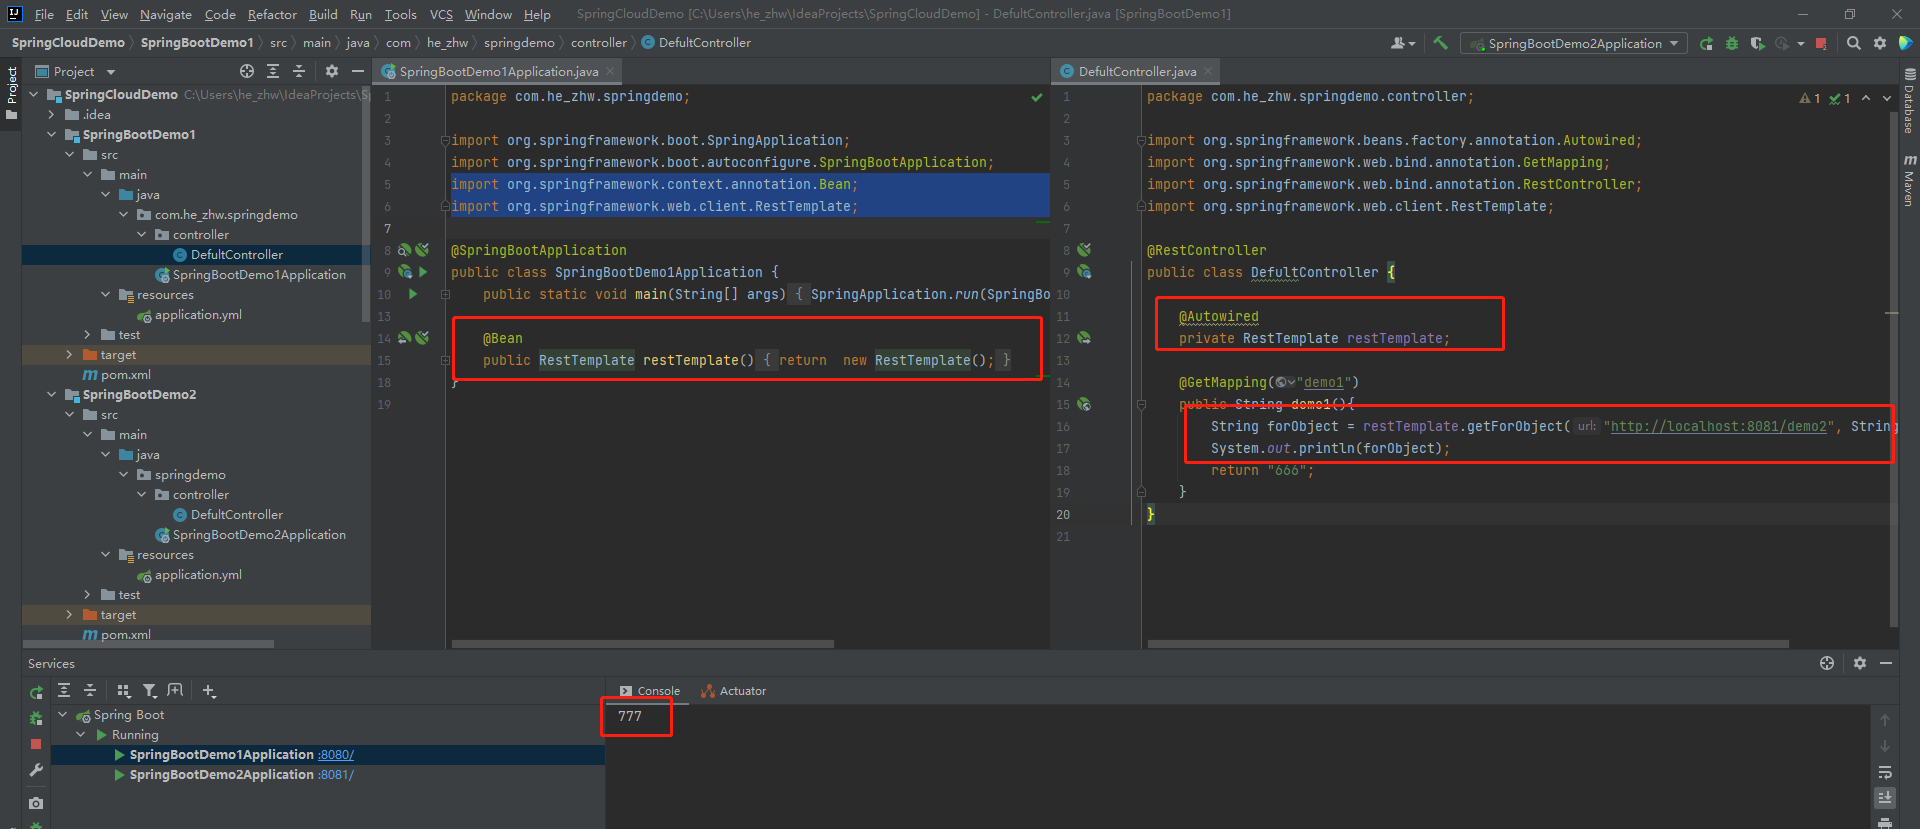 File Edit View Navigate Code Refactor Build Run Tools VCS Window Help SpringCloudDemo [C:\Users\he_zhw\IdeaProjects\SpringCloudDemo] - DefultController.java [SpringBootDemo1]
SpringCloudDemo SpringBootDemo1 src main java com he_zhw springdemo controller DefultController
SpringBootDemo2Application
Project
Project
SpringCloudDemo C:\Users\he_zhw\IdeaProjects\S
.idea
SpringBootDemo1
src
main
java
com.he_zhw.springdemo
controller
DefultController
SpringBootDemo1Application
resources
application.yml
test
target
pom.xml
SpringBootDemo2
src
main
java
springdemo
controller
DefultController
SpringBootDemo2Application
resources
application.yml
test
target
pom.xml
SpringBootDemo1Application.java
1 package com.he_zhw.springdemo;
2
3 import org.springframework.boot.SpringApplication;
4 import org.springframework.boot.autoconfigure.SpringBootApplication;
5 import org.springframework.context.annotation.Bean;
6 import org.springframework.web.client.RestTemplate;
7
8 @SpringBootApplication
9 public class SpringBootDemo1Application {
10 public static void main(String[] args) { SpringApplication.run(SpringBo
13
14 @Bean
15 public RestTemplate restTemplate() { return new RestTemplate(); }
18 }
19
DefultController.java
1 package com.he_zhw.springdemo.controller;
2
3 import org.springframework.beans.factory.annotation.Autowired;
4 import org.springframework.web.bind.annotation.GetMapping;
5 import org.springframework.web.bind.annotation.RestController;
6 import org.springframework.web.client.RestTemplate;
7
8 @RestController
9 public class DefultController {
10
11 @Autowired
12 private RestTemplate restTemplate;
13
14 @GetMapping("demo1")
15 public String demo1(){
16 String forObject = restTemplate.getForObject( url: "http://localhost:8081/demo2", String
17 System.out.println(forObject);
18 return "666";
19 }
20 }
21
1 1
Database
m Maven
Services
Console Actuator
777
Spring Boot
Running
SpringBootDemo1Application :8080/
SpringBootDemo2Application :8081/